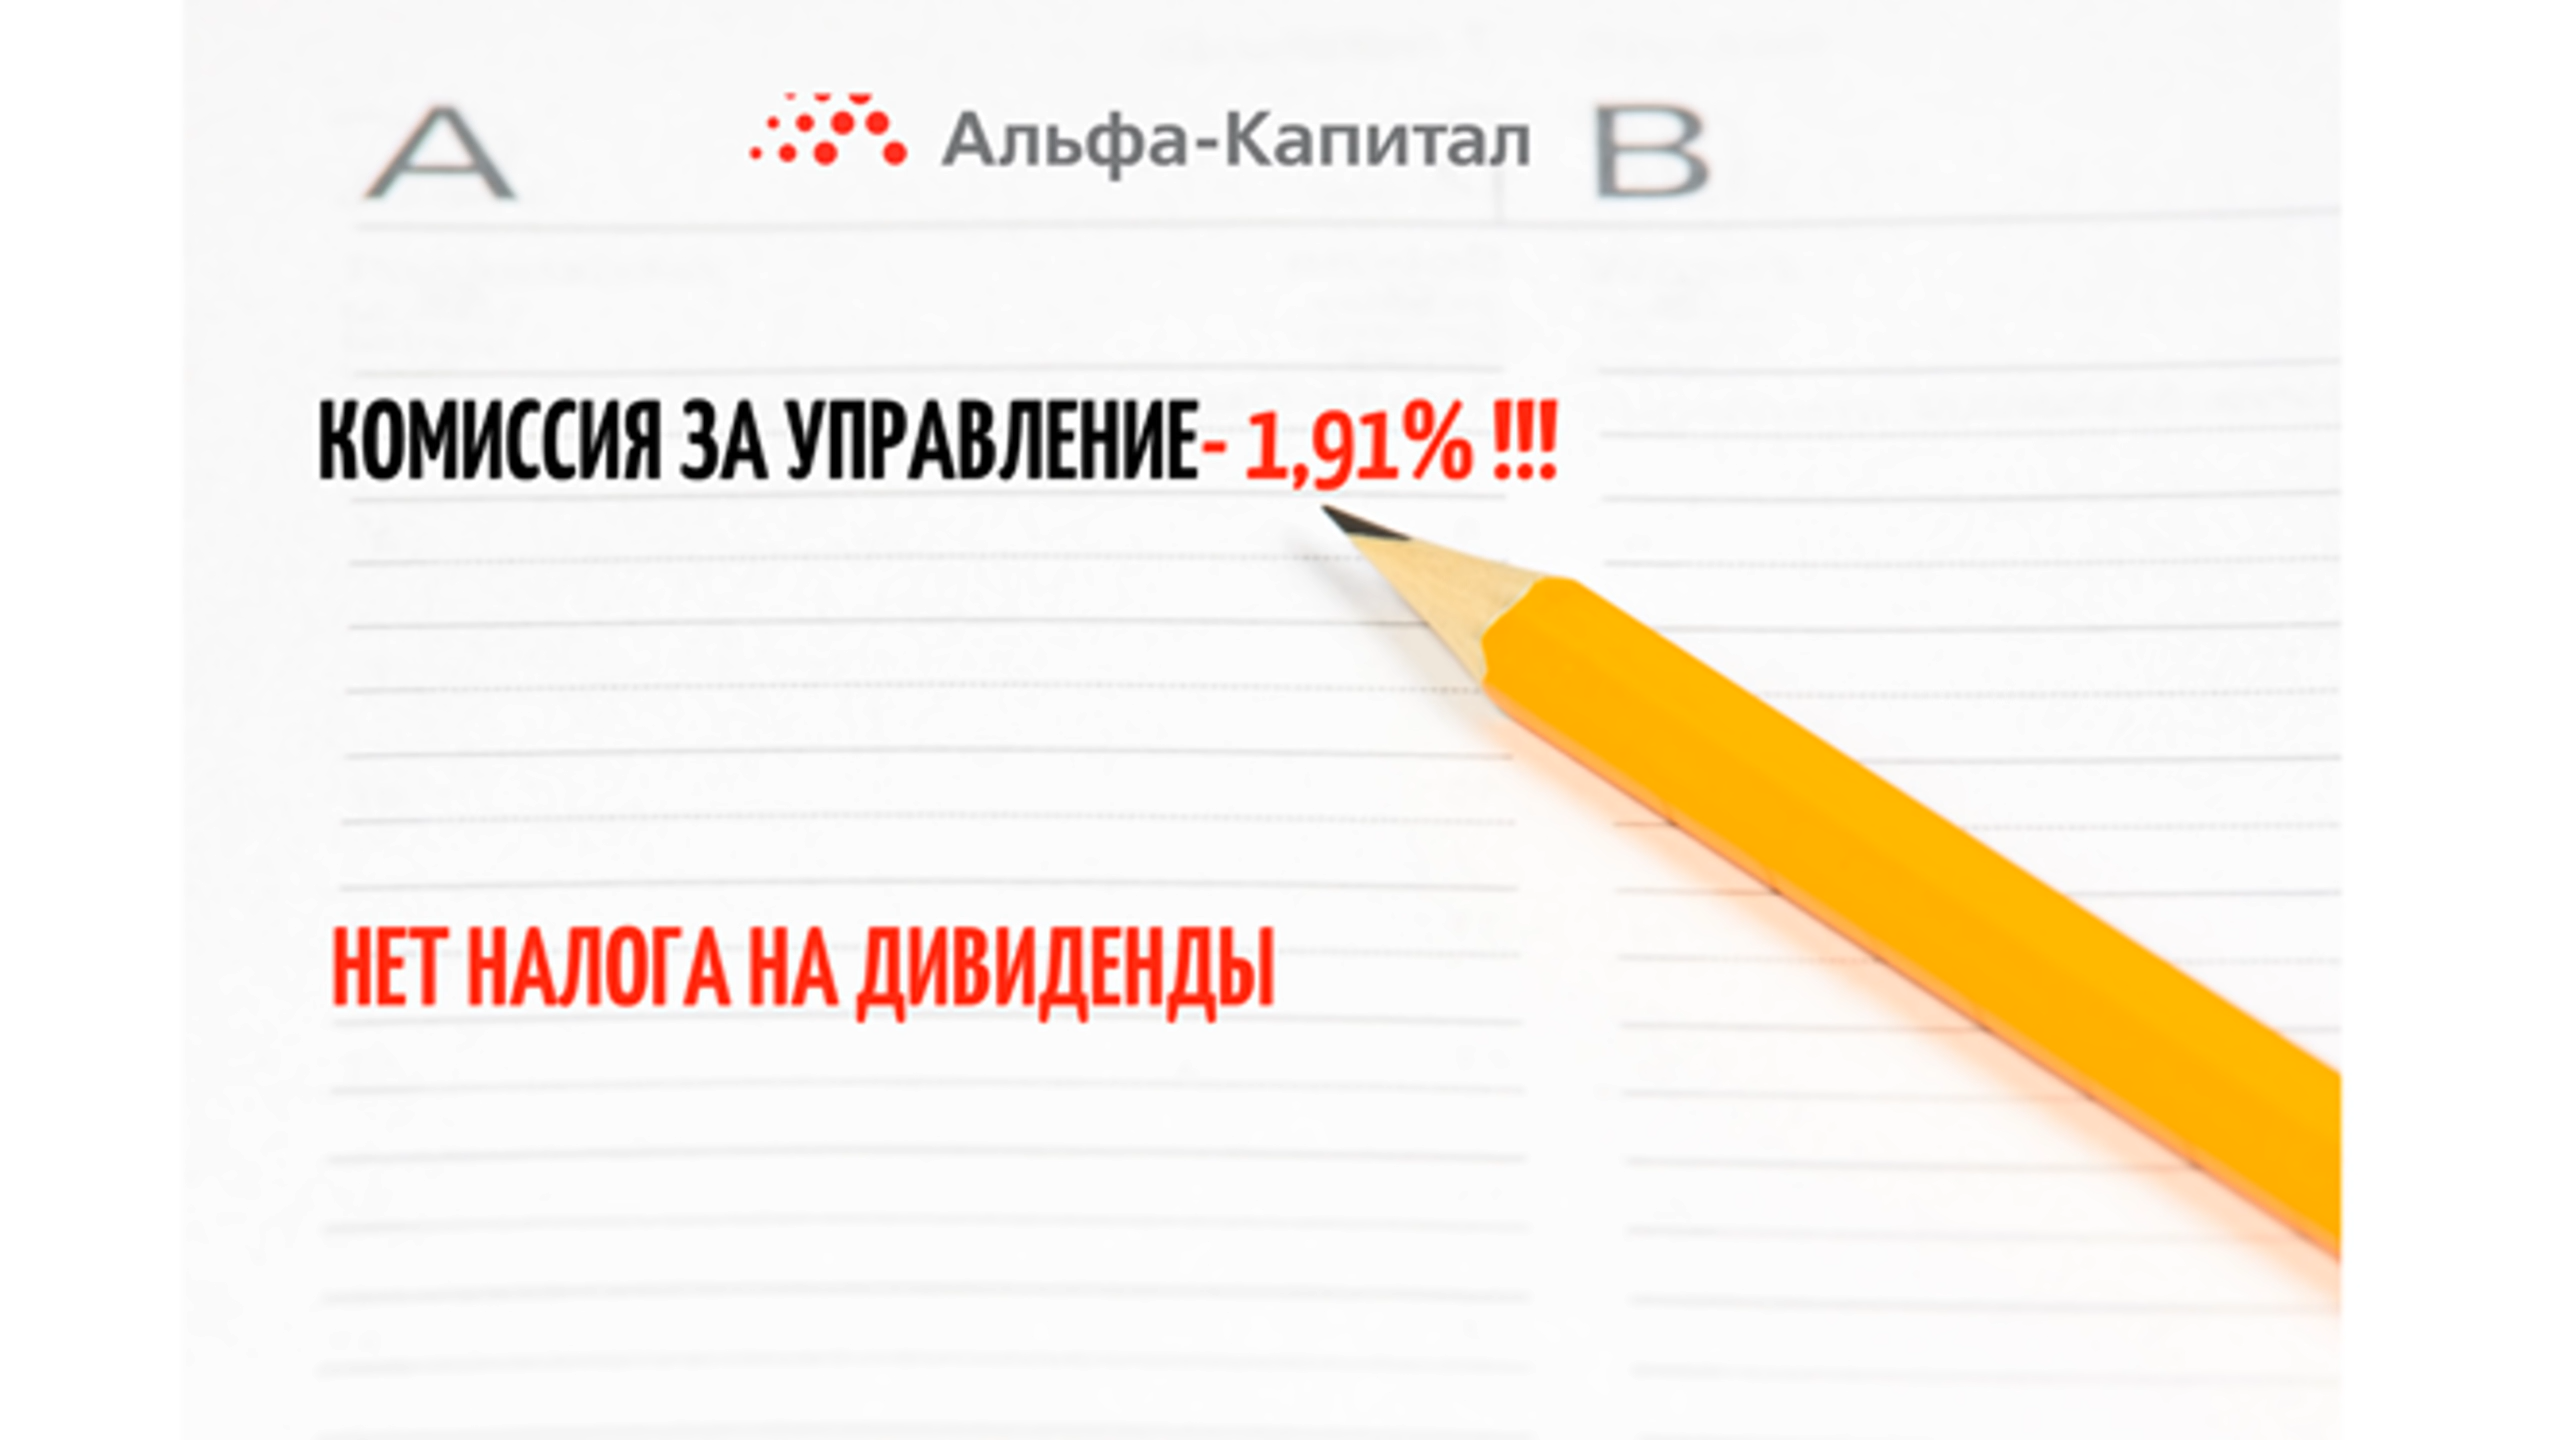 A Альфа-Капитал B
КОМИССИЯ ЗА УПРАВЛЕНИЕ- 1,91% !!!
НЕТ НАЛОГА НА ДИВИДЕНДЫ